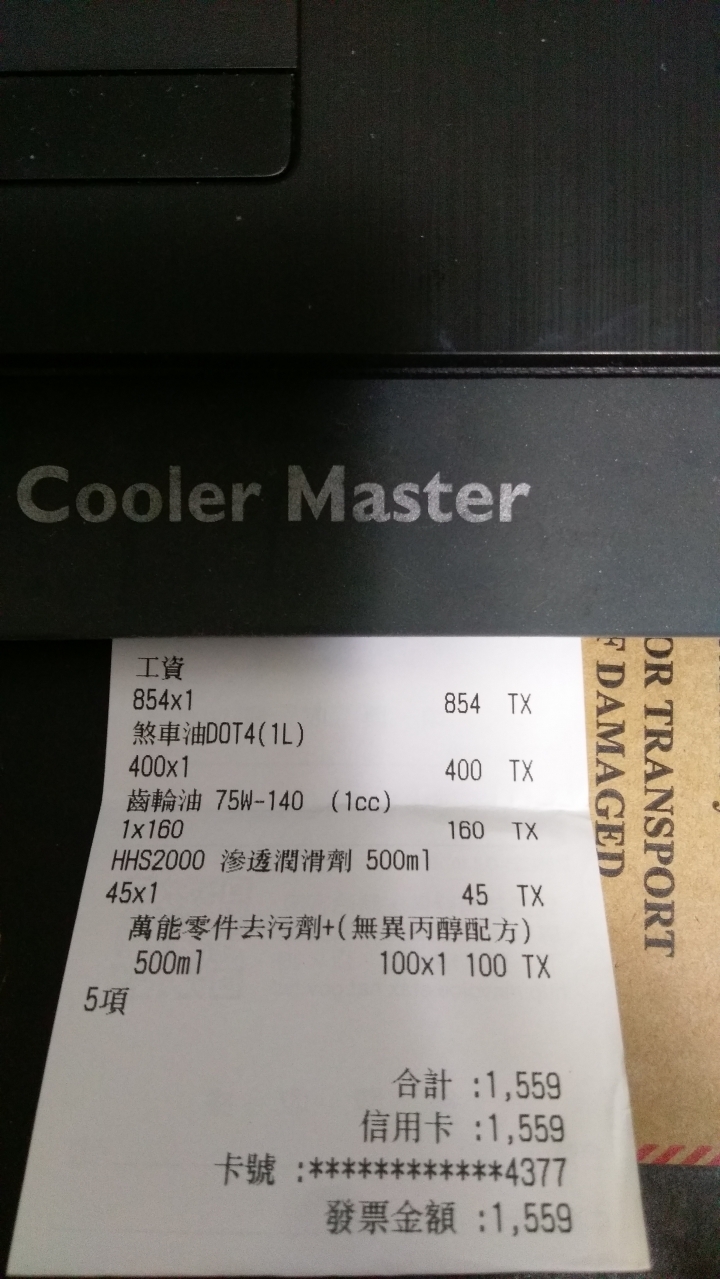 Cooler Master
工資
854x1 854 TX
煞車油DOT4(1L)
400x1 400 TX
齒輪油 75W-140 (1cc)
1x160 160 TX
HHS2000 滲透潤滑劑 500ml
45x1 45 TX
萬能零件去污劑+(無異丙醇配方)
500ml 100x1 100 TX
5項
合計 :1,559
信用卡 :1,559
卡號 :************4377
發票金額 :1,559
OR TRANSPORT
F DAMAGED